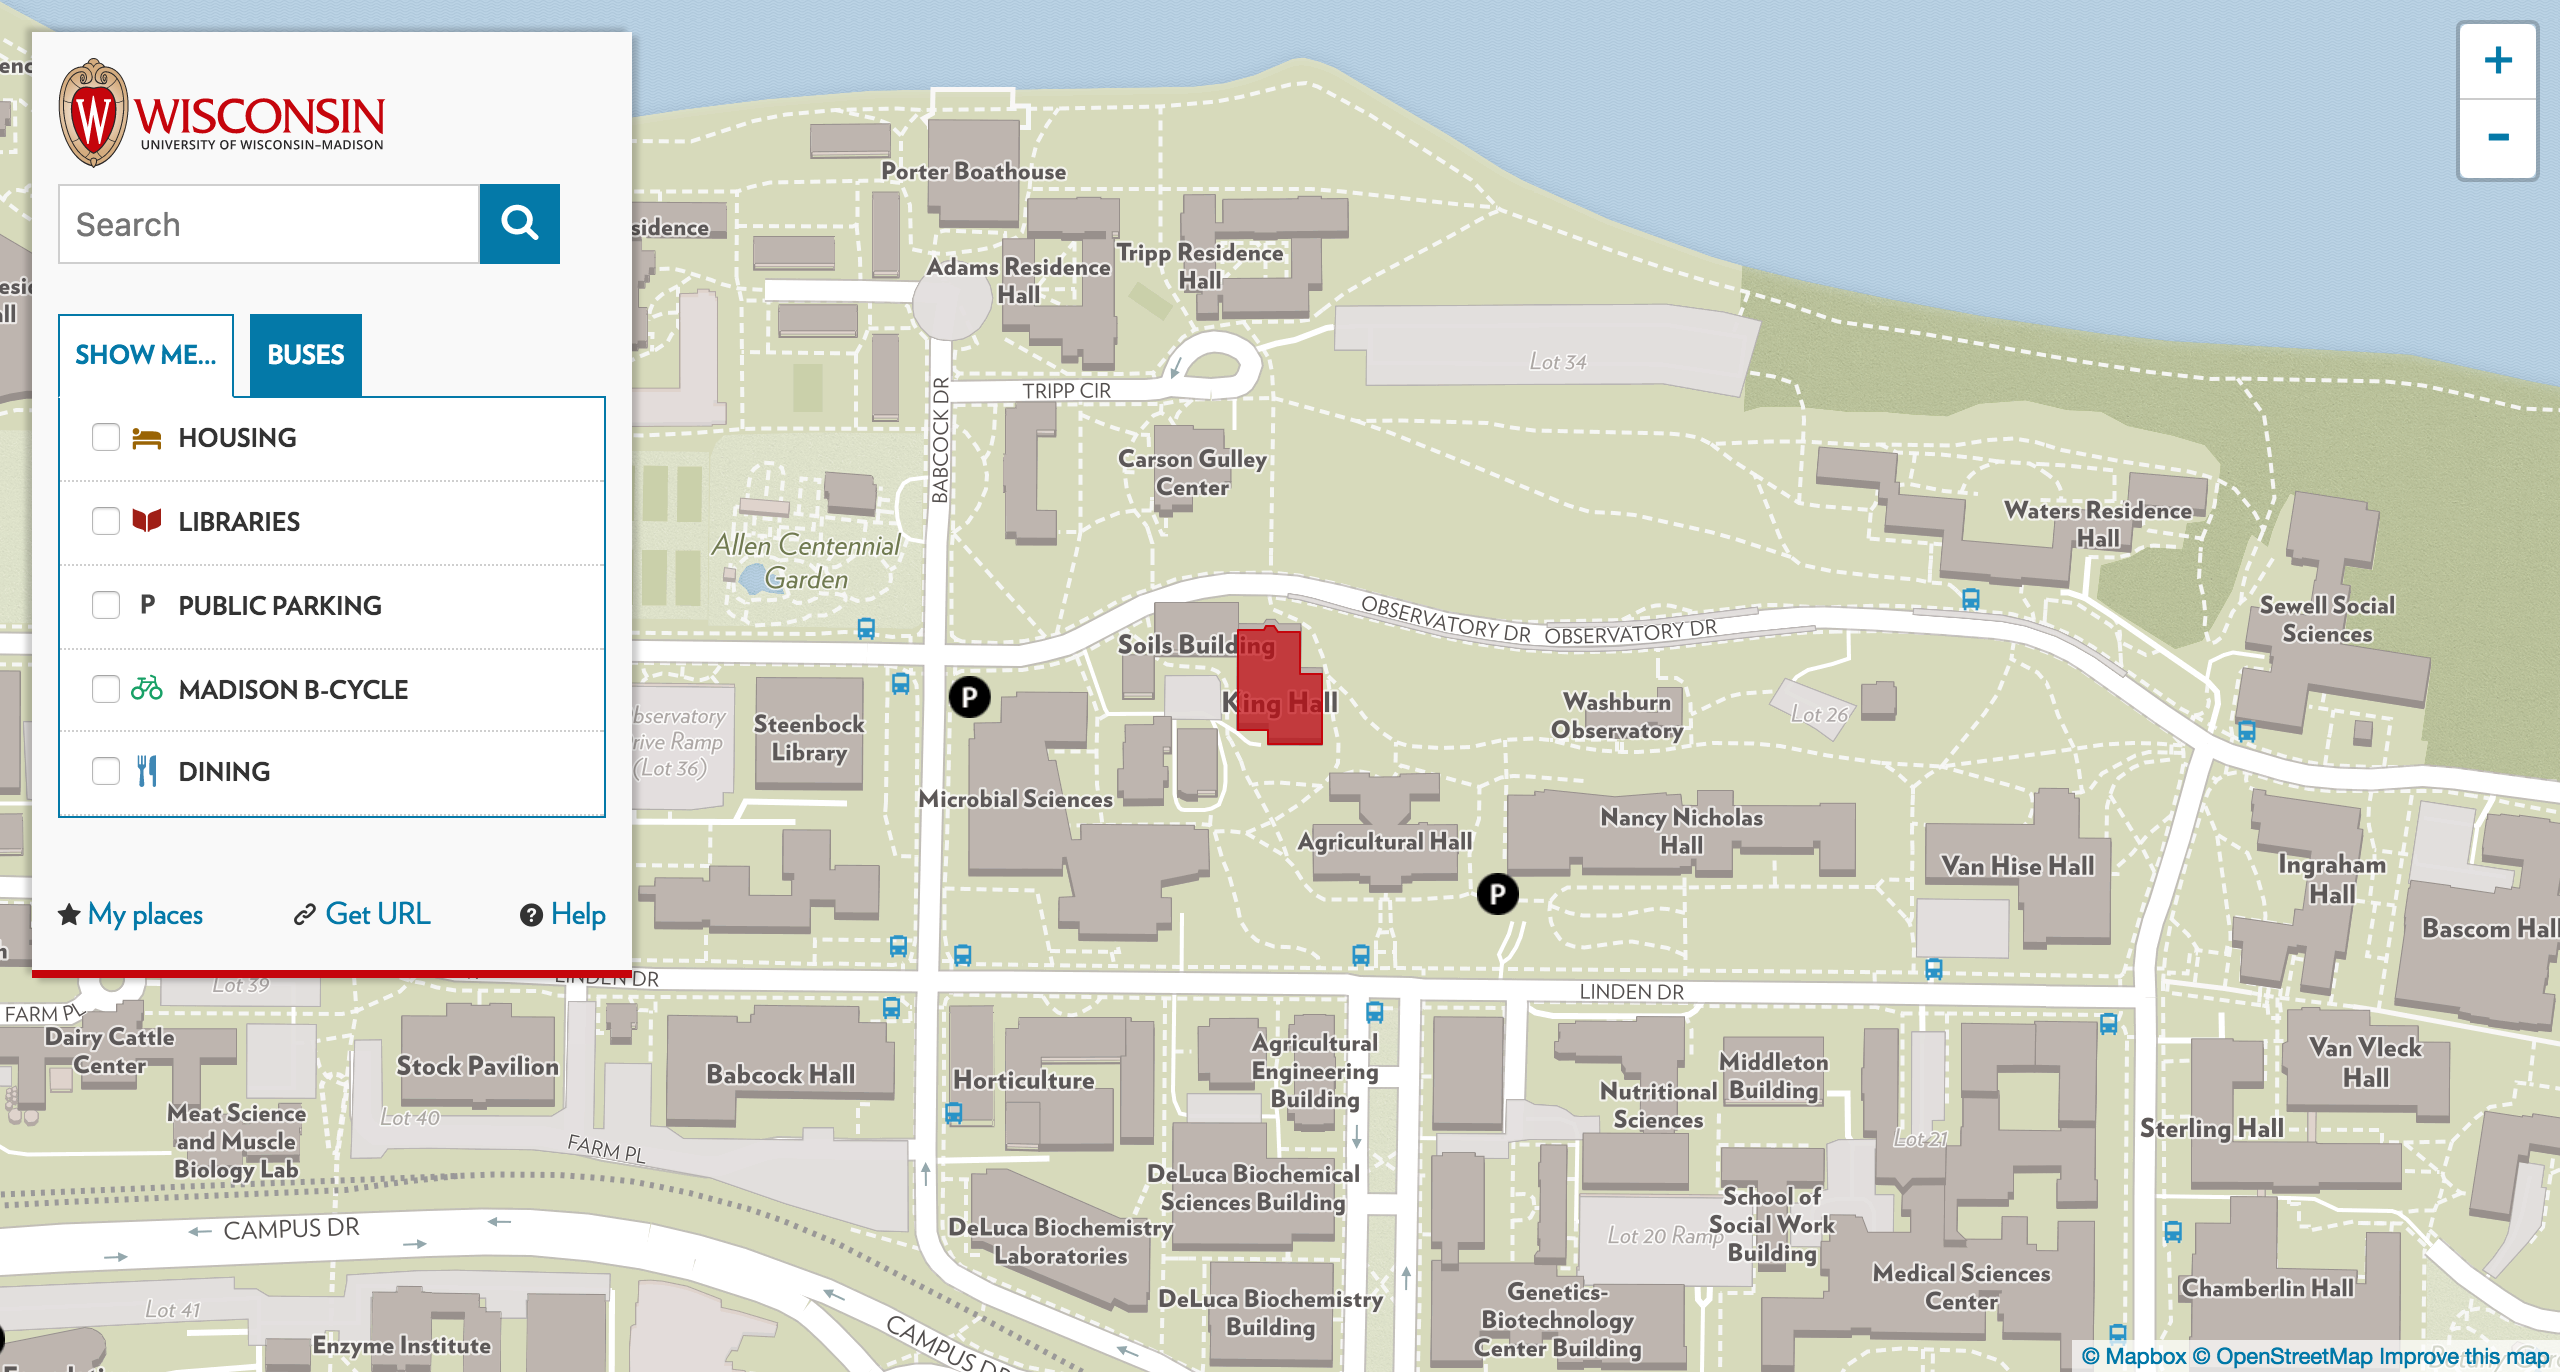 W
WISCONSIN
UNIVERSITY OF WISCONSIN–MADISON
Search
SHOW ME...
BUSES
HOUSING
LIBRARIES
P
PUBLIC PARKING
MADISON B-CYCLE
DINING
My places
Get URL
? Help
+
-
Porter Boathouse
sidence
Adams Residence
Hall
Tripp Residence
Hall
Lot 34
TRIPP CIR
BABCOCK DR
Carson Gulley
Center
Allen Centennial
Garden
Waters Residence
Hall
Sewell Social
Sciences
OBSERVATORY DR
OBSERVATORY DR
Soils Building
King Hall
P
bservatory
rive Ramp
(Lot 36)
Steenbock
Library
Washburn
Observatory
Lot 26
Microbial Sciences
Agricultural Hall
Nancy Nicholas
Hall
P
Van Hise Hall
Ingraham
Hall
Bascom Hall
LINDEN DR
LINDEN DR
Lot 39
FARM PL
Dairy Cattle
Center
Stock Pavilion
Babcock Hall
Horticulture
Agricultural
Engineering
Building
Nutritional
Sciences
Middleton
Building
Van Vleck
Hall
Lot 40
Meat Science
and Muscle
Biology Lab
FARM PL
Lot 21
Sterling Hall
DeLuca Biochemical
Sciences Building
School of
Social Work
Building
Lot 20 Ramp
CAMPUS DR
DeLuca Biochemistry
Laboratories
Medical Sciences
Center
Chamberlin Hall
Lot 41
DeLuca Biochemistry
Building
Genetics-
Biotechnology
Center Building
Enzyme Institute
CAMPUS DR
© Mapbox © OpenStreetMap Improve this map